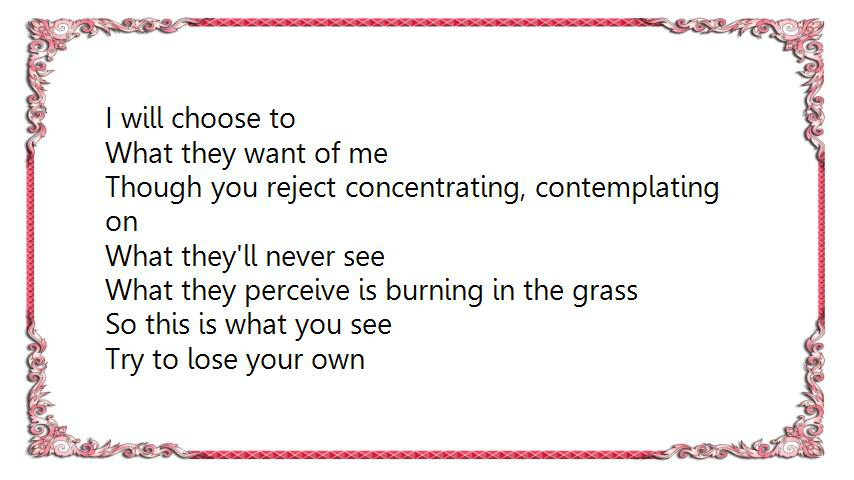 I will choose to
What they want of me
Though you reject concentrating, contemplating
on
What they'll never see
What they perceive is burning in the grass
So this is what you see
Try to lose your own